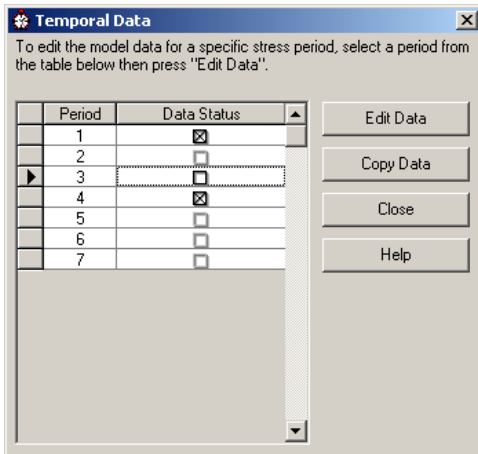 Temporal Data
To edit the model data for a specific stress period, select a period from
the table below then press "Edit Data".
Period Data Status
1
2
3
4
5
6
7
Edit Data
Copy Data
Close
Help